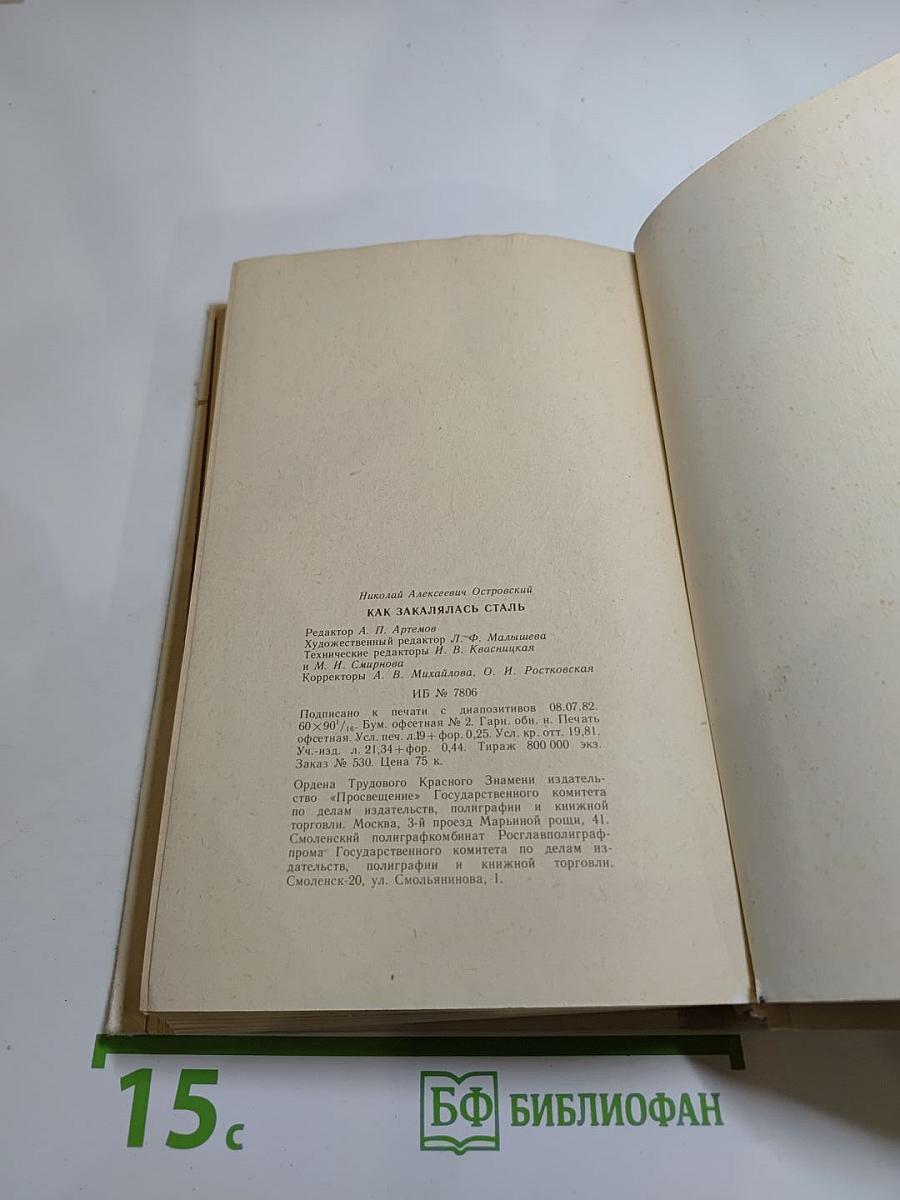 Николай Алексеевич Островский
КАК ЗАКАЛЯЛАСЬ СТАЛЬ
Редактор А. П. Артемов
Художественный редактор Л. Ф. Малышева
Технические редакторы И. В. Квасницкая
и М. И. Смирнова
Корректоры А. В. Михайлова, О. И. Ростковская
ИБ № 7806
Подписано к печати с диапозитивов 08.07.82.
60×90¹/₁₆. Бум. офсетная № 2. Гарн. обн. н. Печать
офсетная. Усл. печ. л.19+фор. 0,25. Усл. кр. отт. 19,81.
Уч.-изд. л. 21,34+фор. 0,44. Тираж 800 000 экз.
Заказ № 530. Цена 75 к.
Ордена Трудового Красного Знамени издатель-
ство «Просвещение» Государственного комитета
по делам издательств, полиграфии и книжной
торговли. Москва, 3-й проезд Марьиной рощи, 41.
Смоленский полиграфкомбинат Росглавполиграф-
прома Государственного комитета по делам из-
дательств, полиграфии и книжной торговли.
Смоленск-20, ул. Смольянинова, 1.
15 с
БФ БИБЛИОФАН